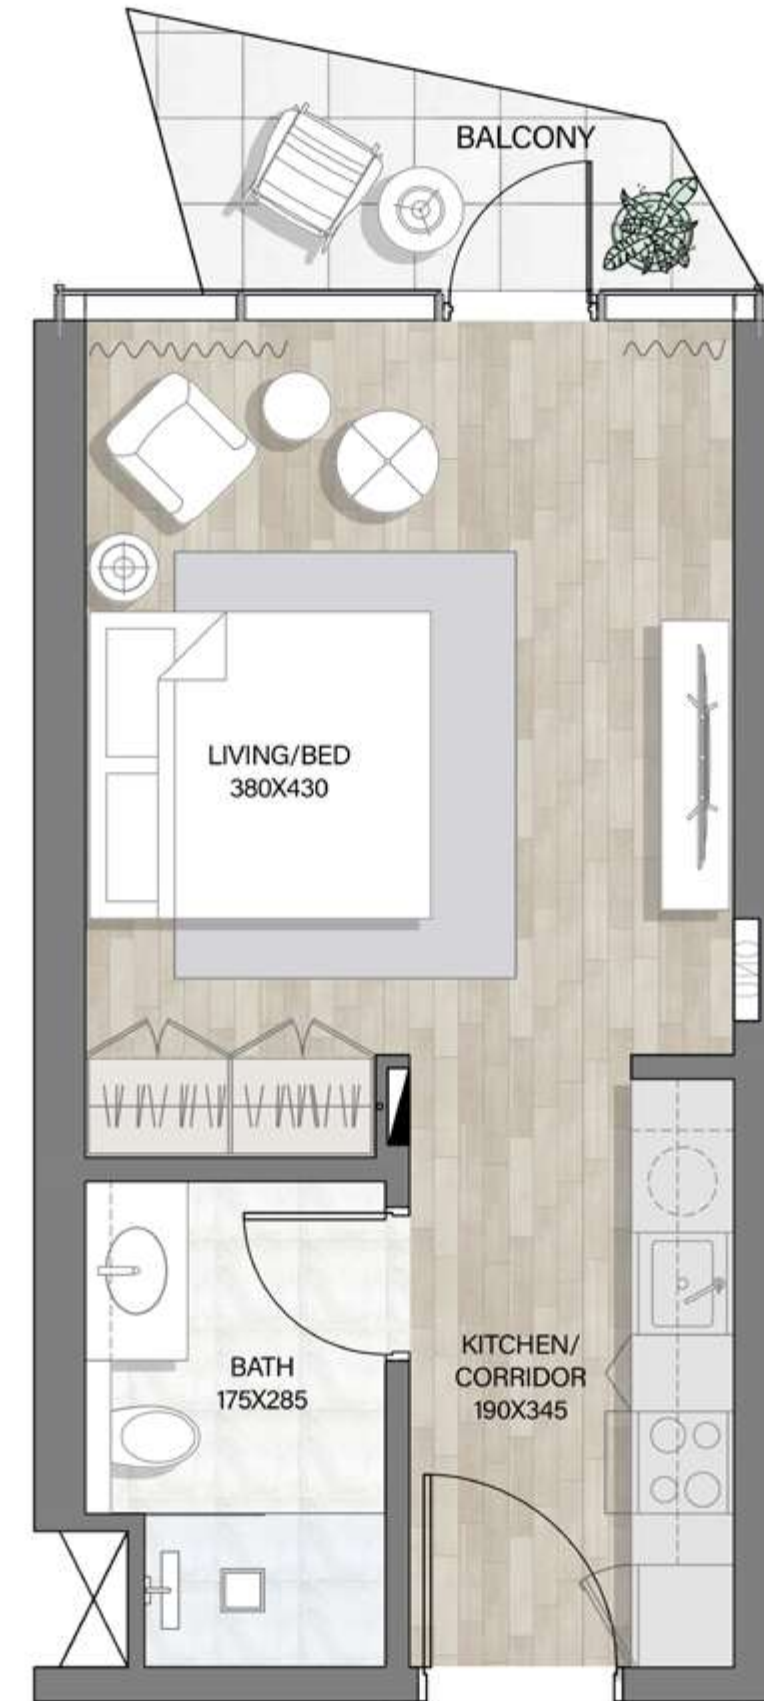 BALCONY
LIVING/BED
380X430
BATH
175X285
KITCHEN/
CORRIDOR
190X345